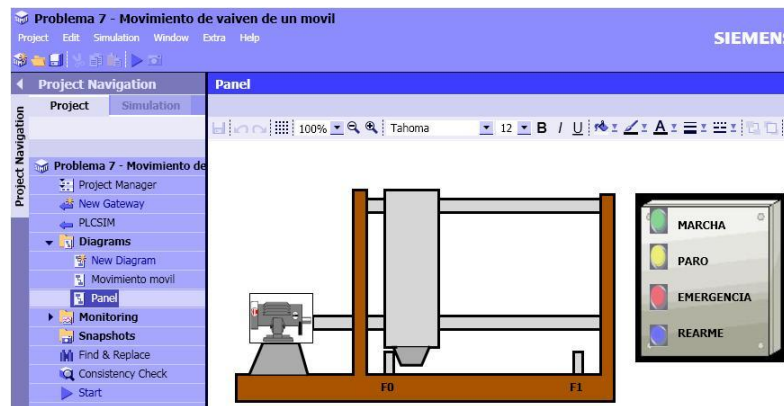 Problema 7 - Movimiento de vaiven de un movil
Project Edit Simulation Window Extra Help
SIEMENS
Project Navigation
Panel
Project Simulation
Project Navigation
100% Tahoma 12 B I U A
Problema 7 - Movimiento de
Project Manager
New Gateway
PLCSIM
Diagrams
New Diagram
Movimiento movil
Panel
Monitoring
Snapshots
Find & Replace
Consistency Check
Start
MARCHA
PARO
EMERGENCIA
REARME
F0 F1